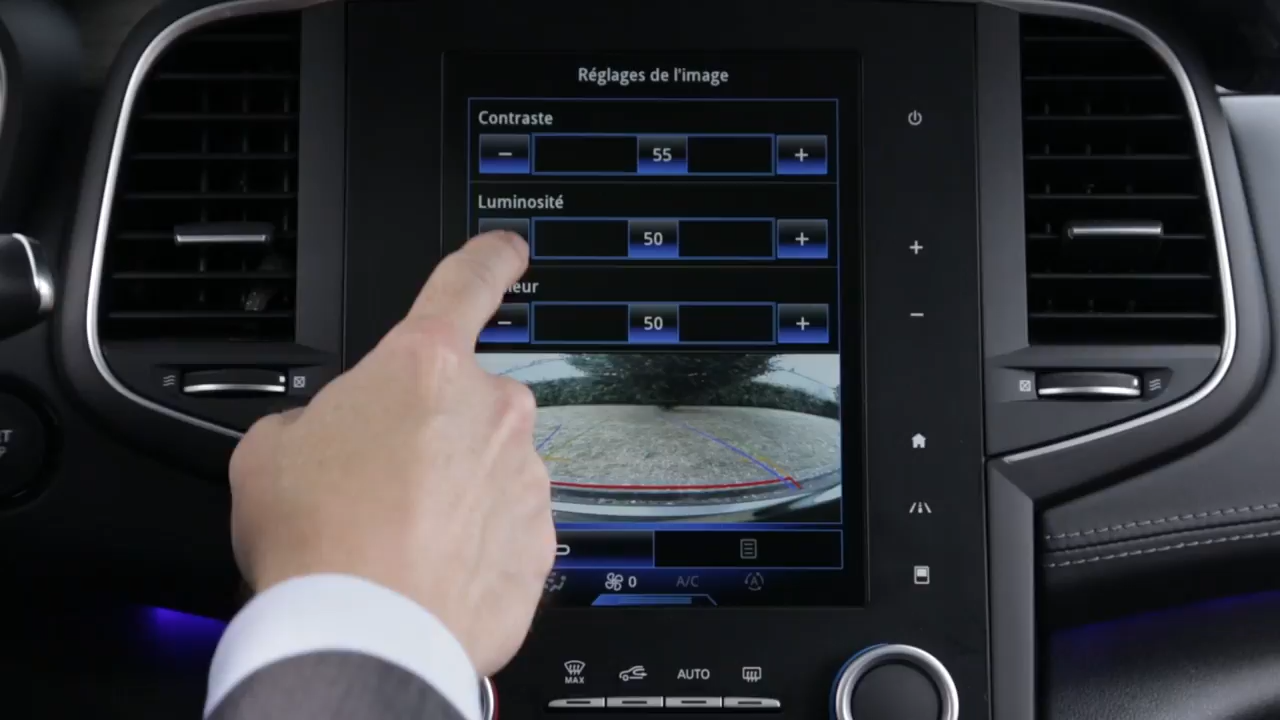 Réglages de l'image
Contraste
− 55 +
Luminosité
50 +
leur
− 50 +
0 A/C A
MAX AUTO